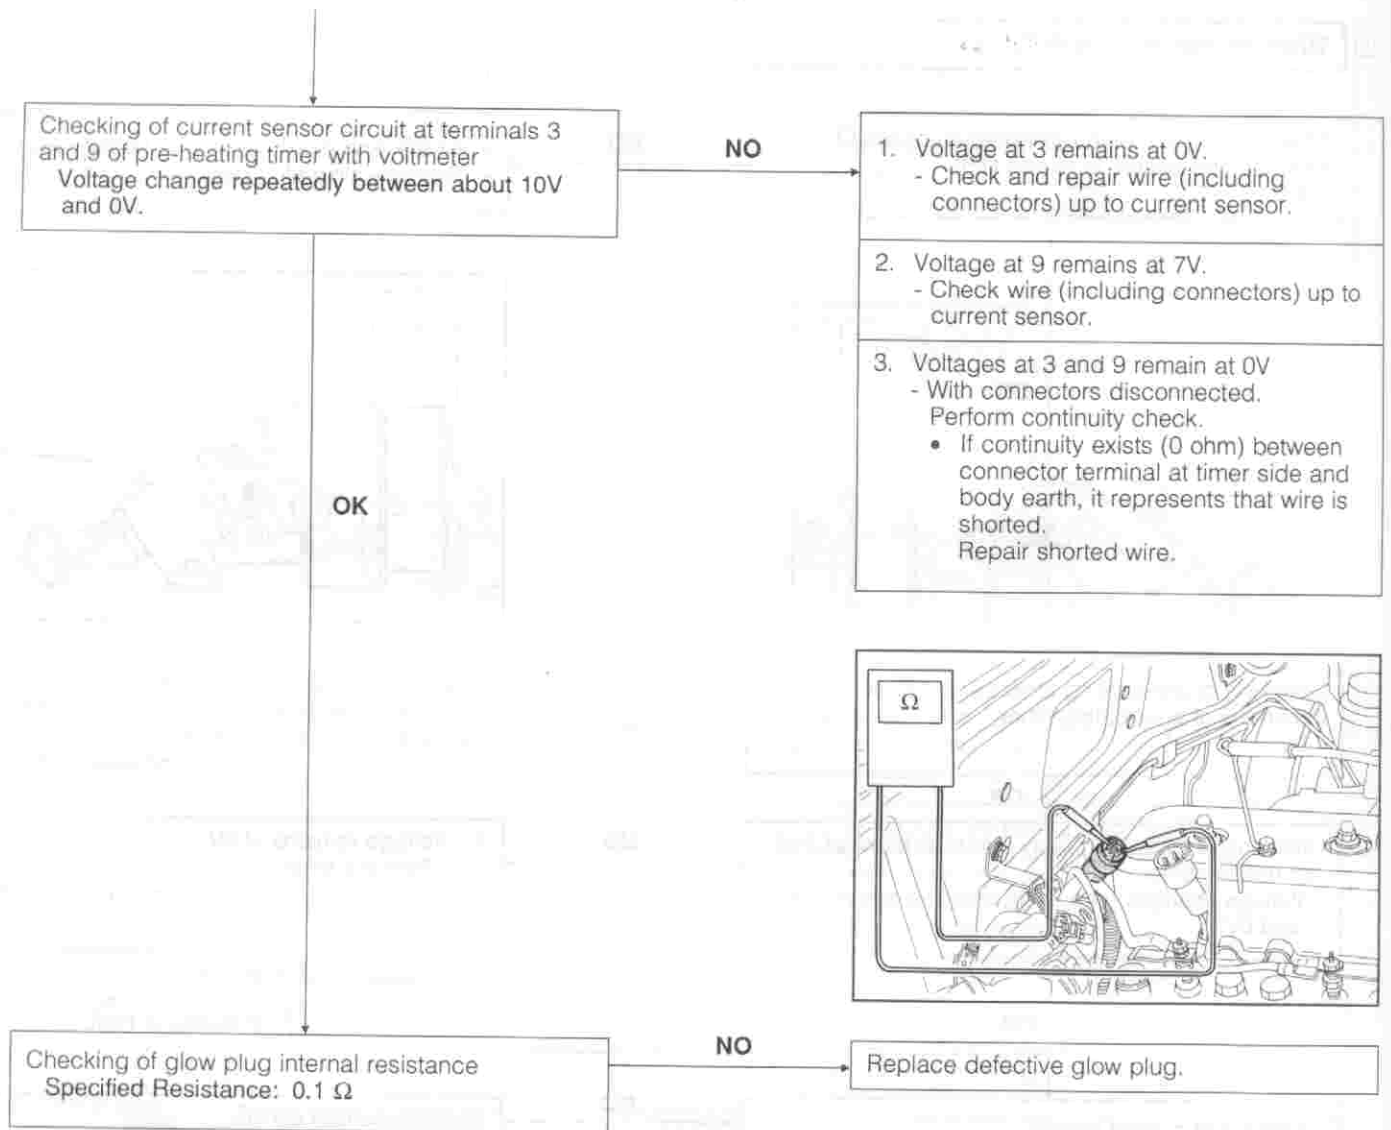 Checking of current sensor circuit at terminals 3
and 9 of pre-heating timer with voltmeter
Voltage change repeatedly between about 10V
and 0V.
NO
1. Voltage at 3 remains at 0V.
- Check and repair wire (including
connectors) up to current sensor.
2. Voltage at 9 remains at 7V.
- Check wire (including connectors) up to
current sensor.
3. Voltages at 3 and 9 remain at 0V
- With connectors disconnected.
Perform continuity check.
• If continuity exists (0 ohm) between
connector terminal at timer side and
body earth, it represents that wire is
shorted.
Repair shorted wire.
OK
Ω
Checking of glow plug internal resistance
Specified Resistance: 0.1 Ω
NO
Replace defective glow plug.